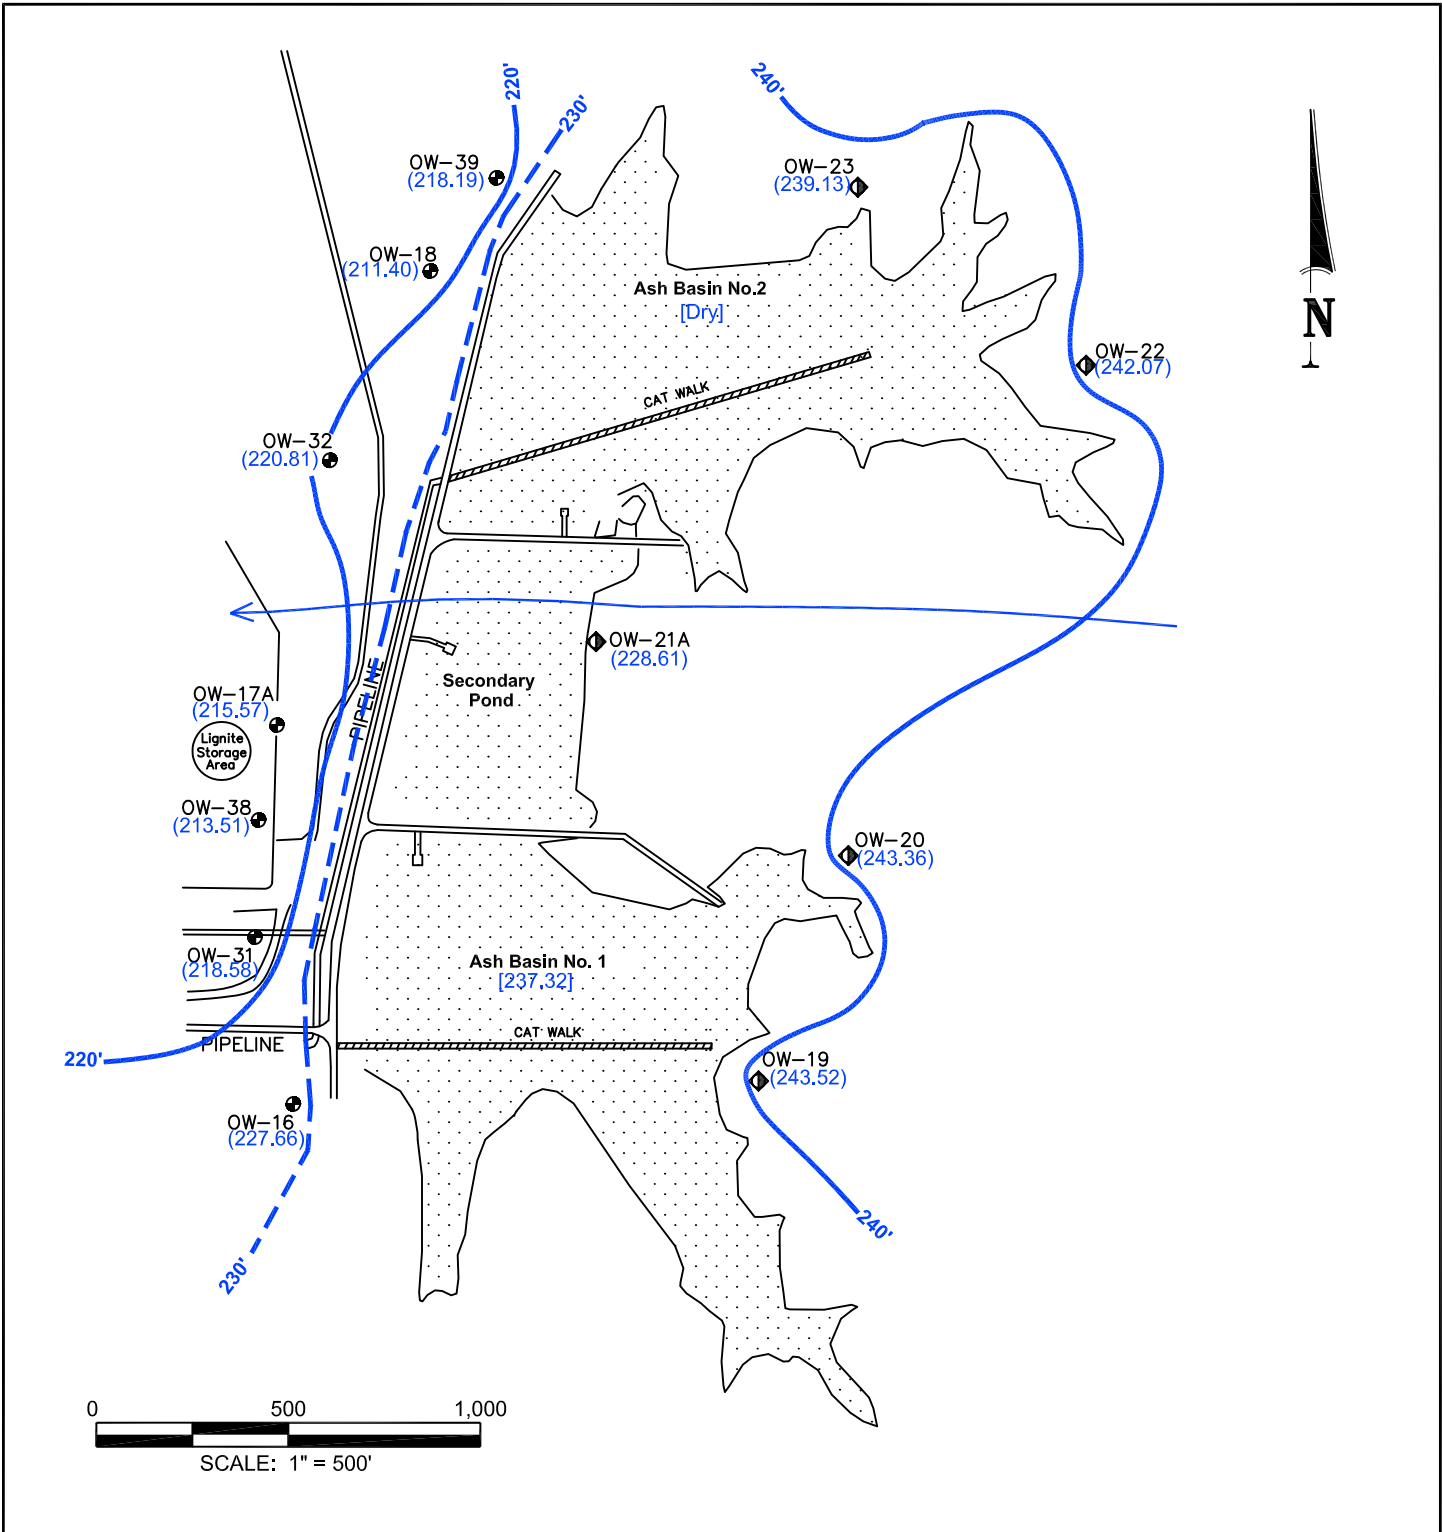 220'
230'
240'
OW-39
(218.19)
OW-23
(239.13)
OW-18
(211.40)
Ash Basin No.2
[Dry]
N
OW-22
(242.07)
CAT WALK
OW-32
(220.81)
OW-21A
(228.61)
PIPELINE
Secondary
Pond
OW-17A
(215.57)
Lignite
Storage
Area
OW-38
(213.51)
OW-20
(243.36)
OW-31
(218.58)
Ash Basin No. 1
[237.32]
CAT WALK
PIPELINE
220'
OW-19
(243.52)
OW-16
(227.66)
240'
230'
0 500 1,000
SCALE: 1" = 500'